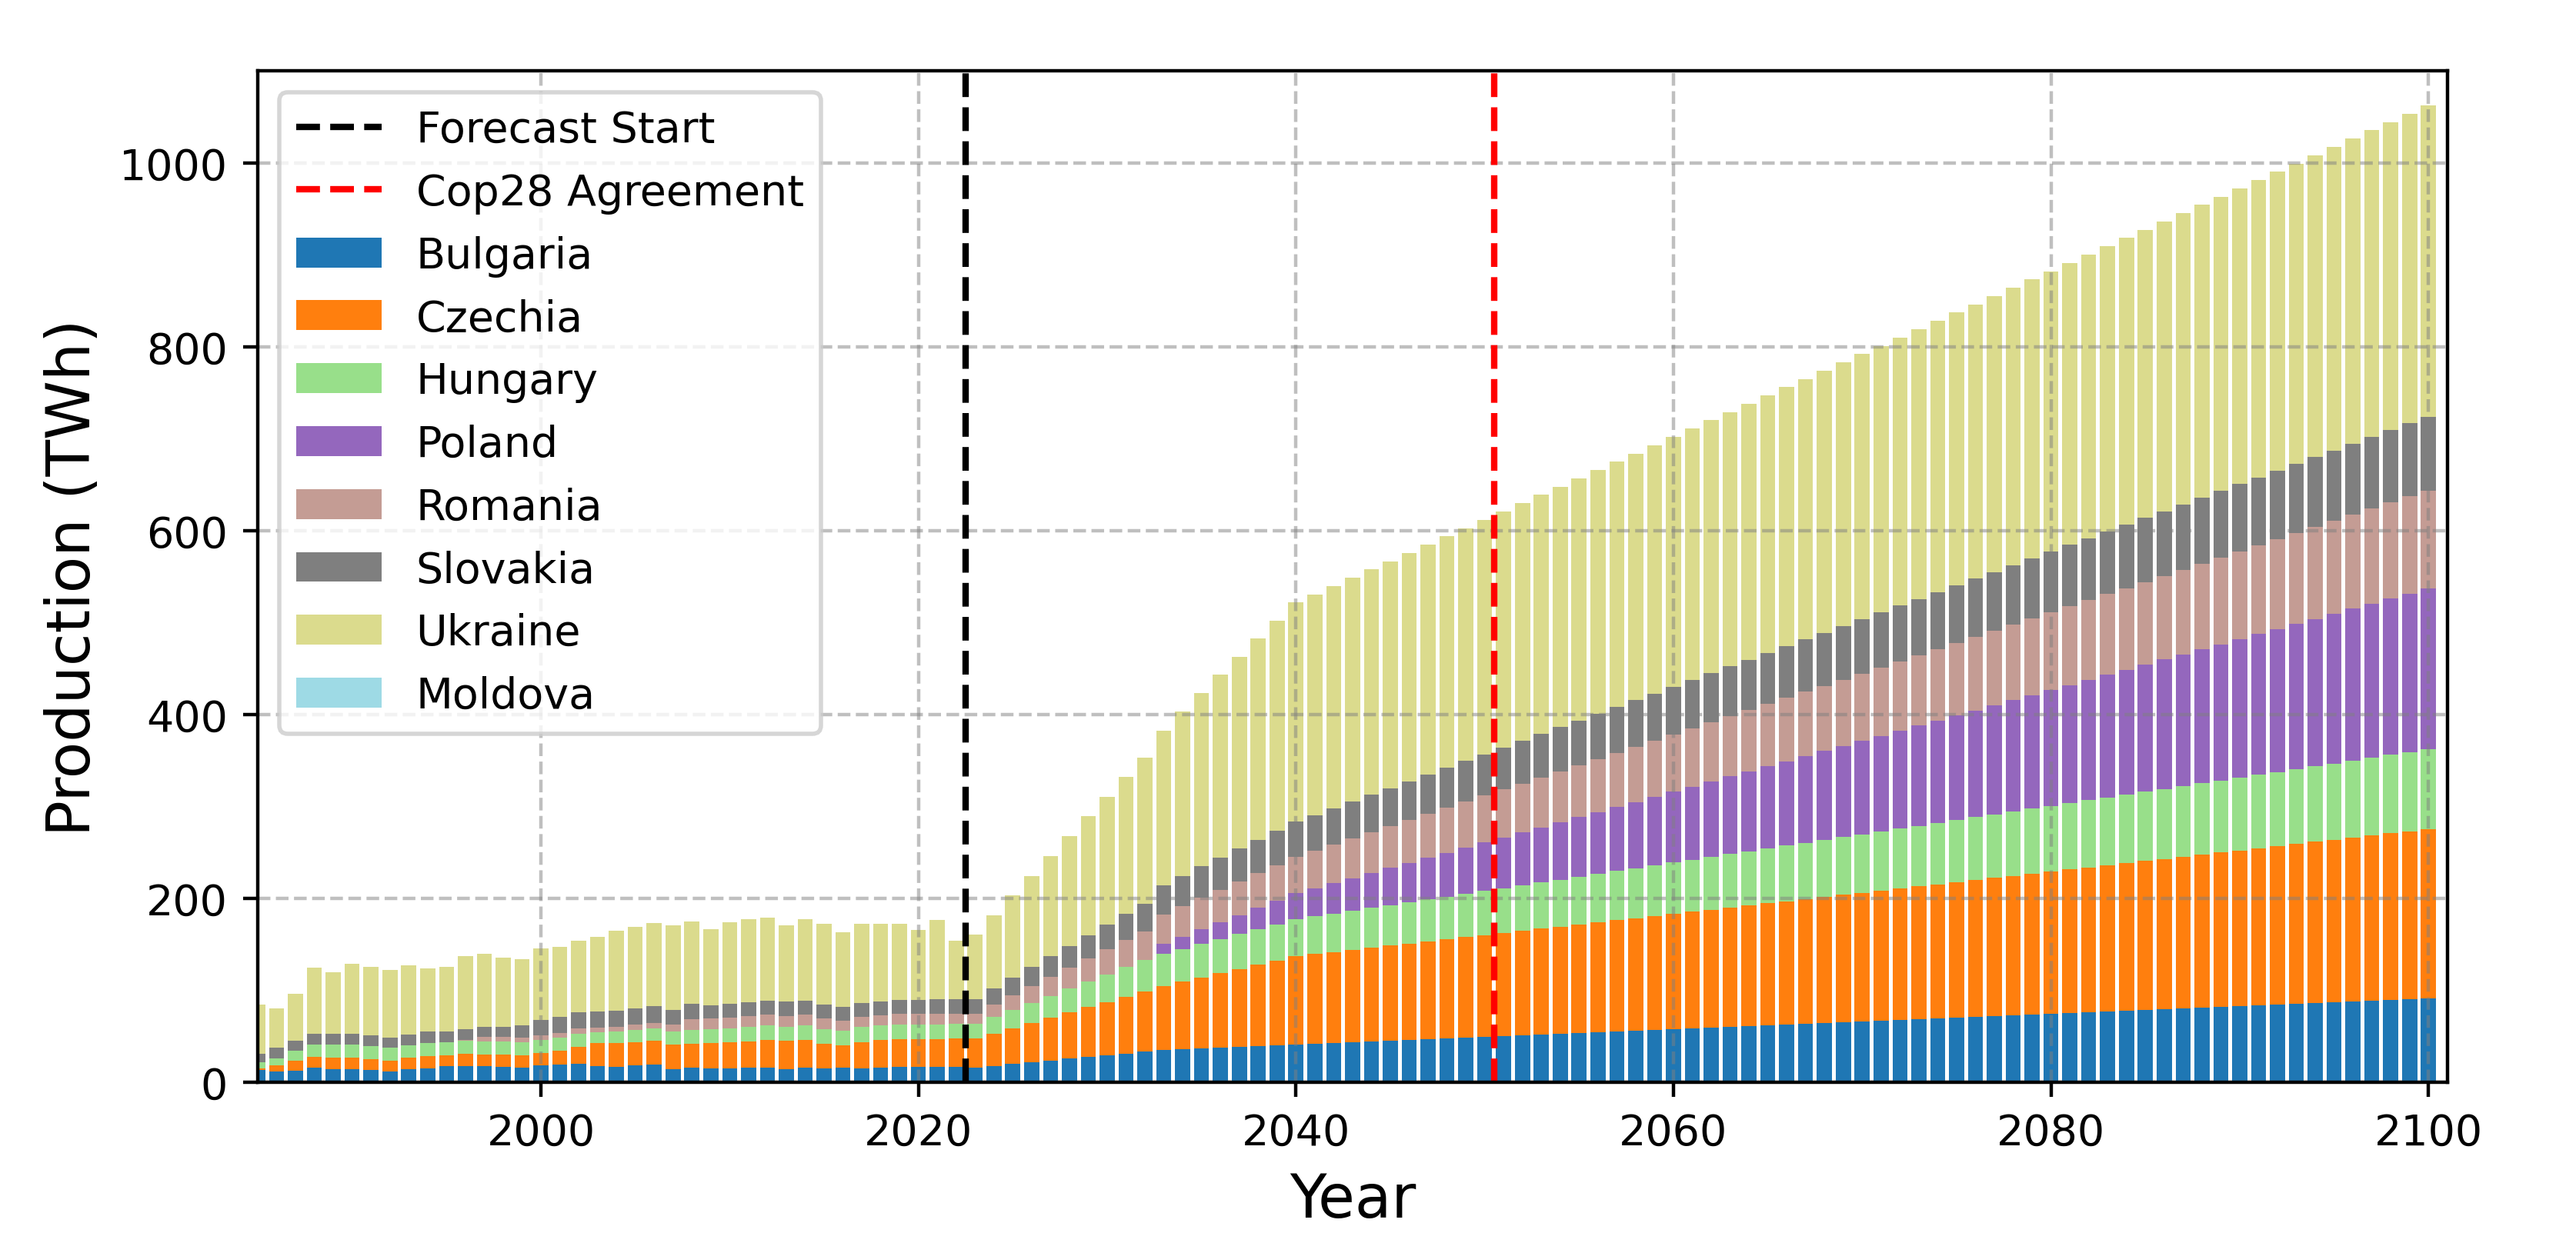 Forecast Start
Cop28 Agreement
Bulgaria
Czechia
Hungary
Poland
Romania
Slovakia
Ukraine
Moldova
Production (TWh)
1000
800
600
400
200
0
2000 2020 2040 2060 2080 2100
Year